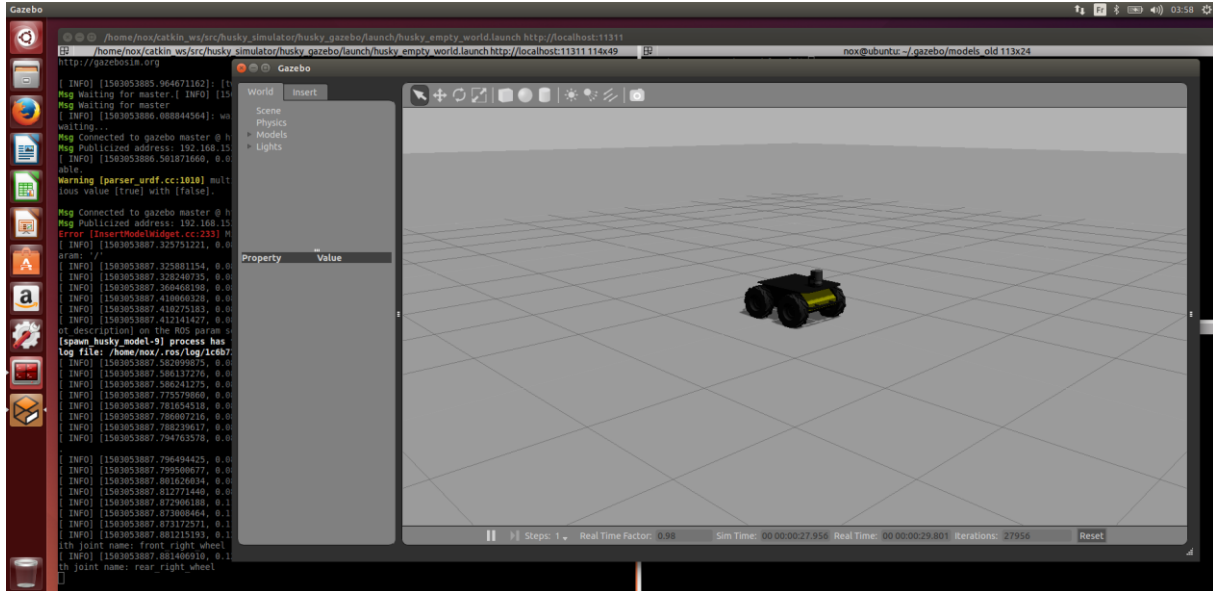 Gazebo
Fr
03:58
/home/nox/catkin_ws/src/husky_simulator/husky_gazebo/launch/husky_empty_world.launch http://localhost:11311
/home/nox/catkin_ws/src/husky_simulator/husky_gazebo/launch/husky_empty_world.launch http://localhost:11311 114x49
nox@ubuntu: ~/.gazebo/models_old 113x24
http://gazebosim.org
[ INFO] [1503053885.964671162]: [t
Msg Waiting for master.[ INFO] [15
Msg Waiting for master
[ INFO] [1503053886.088844564]: wa
waiting...
Msg Connected to gazebo master @ h
Msg Publicized address: 192.168.15
[ INFO] [1503053886.501871660, 0.0
able.
Warning [parser_urdf.cc:1010] mult
ious value [true] with [false].
Msg Connected to gazebo master @ h
Msg Publicized address: 192.168.15
Error [InsertModelWidget.cc:233] M
[ INFO] [1503053887.325751221, 0.0
aram: '/'
[ INFO] [1503053887.325881154, 0.0
[ INFO] [1503053887.328240735, 0.0
[ INFO] [1503053887.360468198, 0.0
[ INFO] [1503053887.410060328, 0.0
[ INFO] [1503053887.410275183, 0.0
[ INFO] [1503053887.412141427, 0.0
ot_description] on the ROS param s
[spawn_husky_model-9] process has
log file: /home/nox/.ros/log/1c6b7
[ INFO] [1503053887.582099875, 0.0
[ INFO] [1503053887.586137276, 0.0
[ INFO] [1503053887.586241275, 0.0
[ INFO] [1503053887.775579860, 0.0
[ INFO] [1503053887.781654518, 0.0
[ INFO] [1503053887.786007216, 0.0
[ INFO] [1503053887.788239617, 0.0
[ INFO] [1503053887.794763578, 0.0
.
[ INFO] [1503053887.796494425, 0.0
[ INFO] [1503053887.799500677, 0.0
[ INFO] [1503053887.801626034, 0.0
[ INFO] [1503053887.812771440, 0.0
[ INFO] [1503053887.872906188, 0.1
[ INFO] [1503053887.873008464, 0.1
[ INFO] [1503053887.873172571, 0.1
[ INFO] [1503053887.881215193, 0.1
ith joint name: front_right_wheel
[ INFO] [1503053887.881406910, 0.1
th joint name: rear_right_wheel
Gazebo
World
Insert
Scene
Physics
Models
Lights
Property
Value
Steps: 1
Real Time Factor: 0.98
Sim Time: 00 00:00:27.956
Real Time: 00 00:00:29.801
Iterations: 27956
Reset